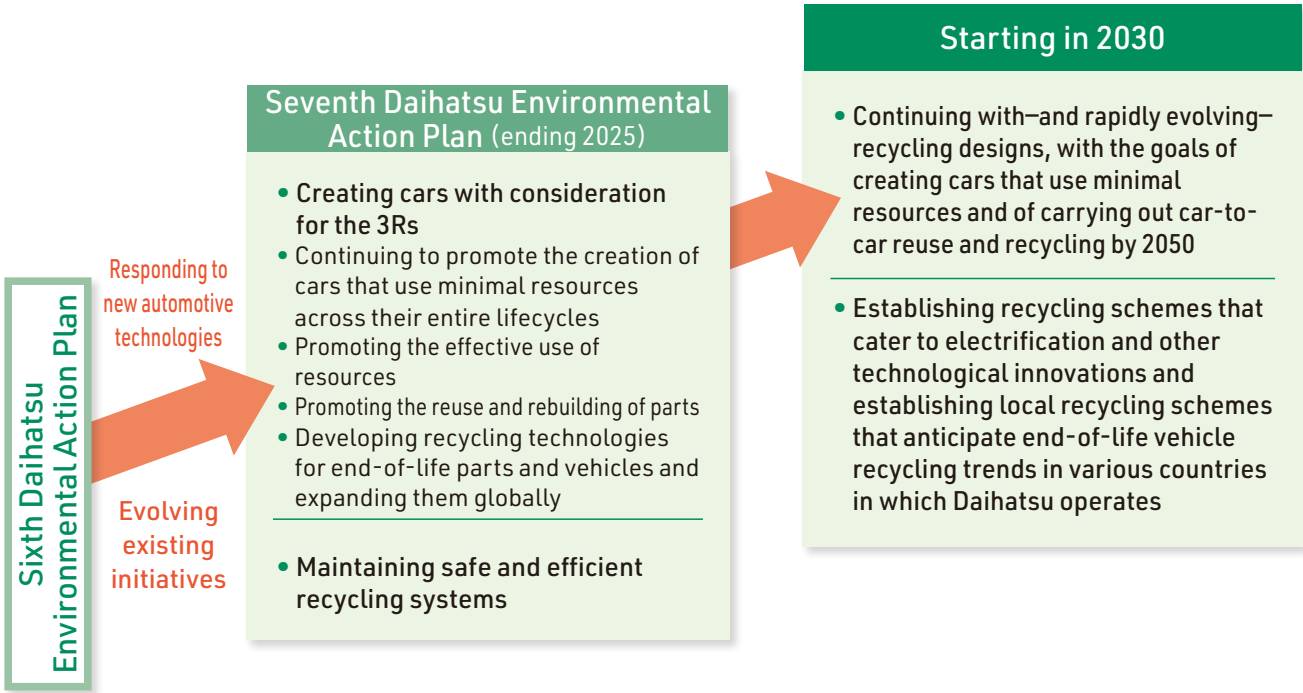 Sixth Daihatsu
Environmental Action Plan
Responding to
new automotive
technologies
Evolving
existing
initiatives
Seventh Daihatsu Environmental
Action Plan (ending 2025)
• Creating cars with consideration
for the 3Rs
• Continuing to promote the creation of
cars that use minimal resources
across their entire lifecycles
• Promoting the effective use of
resources
• Promoting the reuse and rebuilding of parts
• Developing recycling technologies
for end-of-life parts and vehicles and
expanding them globally
• Maintaining safe and efficient
recycling systems
Starting in 2030
• Continuing with—and rapidly evolving—
recycling designs, with the goals of
creating cars that use minimal
resources and of carrying out car-to-
car reuse and recycling by 2050
• Establishing recycling schemes that
cater to electrification and other
technological innovations and
establishing local recycling schemes
that anticipate end-of-life vehicle
recycling trends in various countries
in which Daihatsu operates